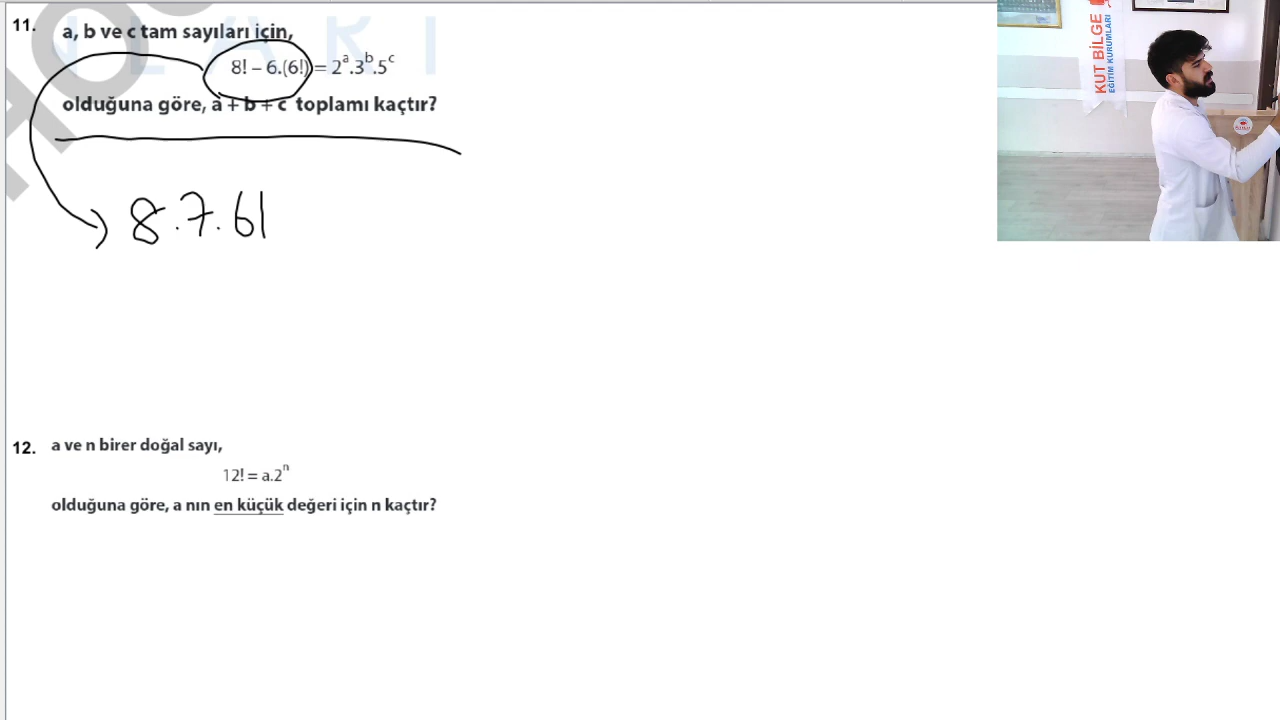 11. a, b ve c tam sayıları için,
8! – 6.(6!) = 2ᵃ.3ᵇ.5ᶜ
olduğuna göre, a + b + c toplamı kaçtır?
8.7.6!
12. a ve n birer doğal sayı,
12! = a.2ⁿ
olduğuna göre, a nın en küçük değeri için n kaçtır?
KUT BİLGE
EĞİTİM KURUMLARI